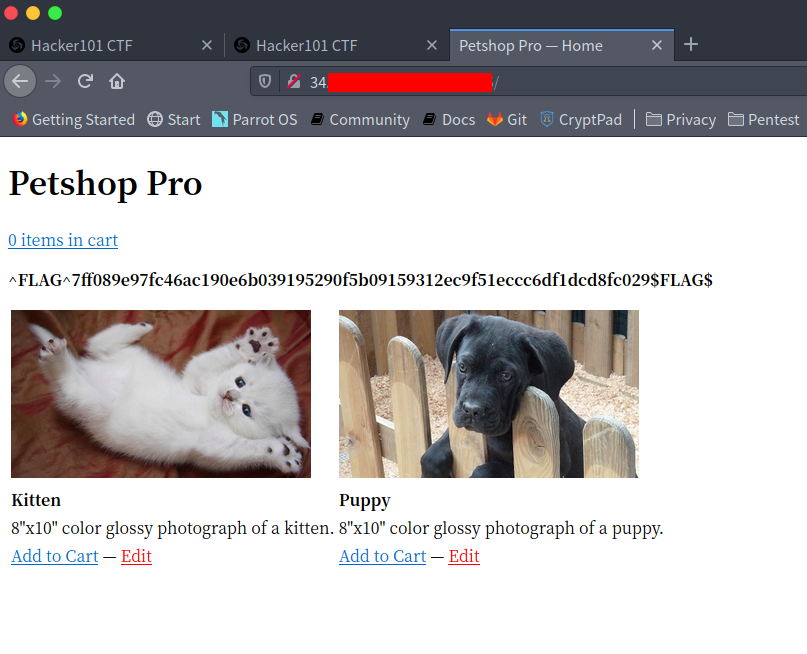 Hacker101 CTF Hacker101 CTF Petshop Pro — Home
34. /
Getting Started Start Parrot OS Community Docs Git CryptPad Privacy Pentest
Petshop Pro
0 items in cart
^FLAG^7ff089e97fc46ac190e6b039195290f5b09159312ec9f51eccc6df1dcd8fc029$FLAG$
Kitten Puppy
8"x10" color glossy photograph of a kitten. 8"x10" color glossy photograph of a puppy.
Add to Cart — Edit Add to Cart — Edit